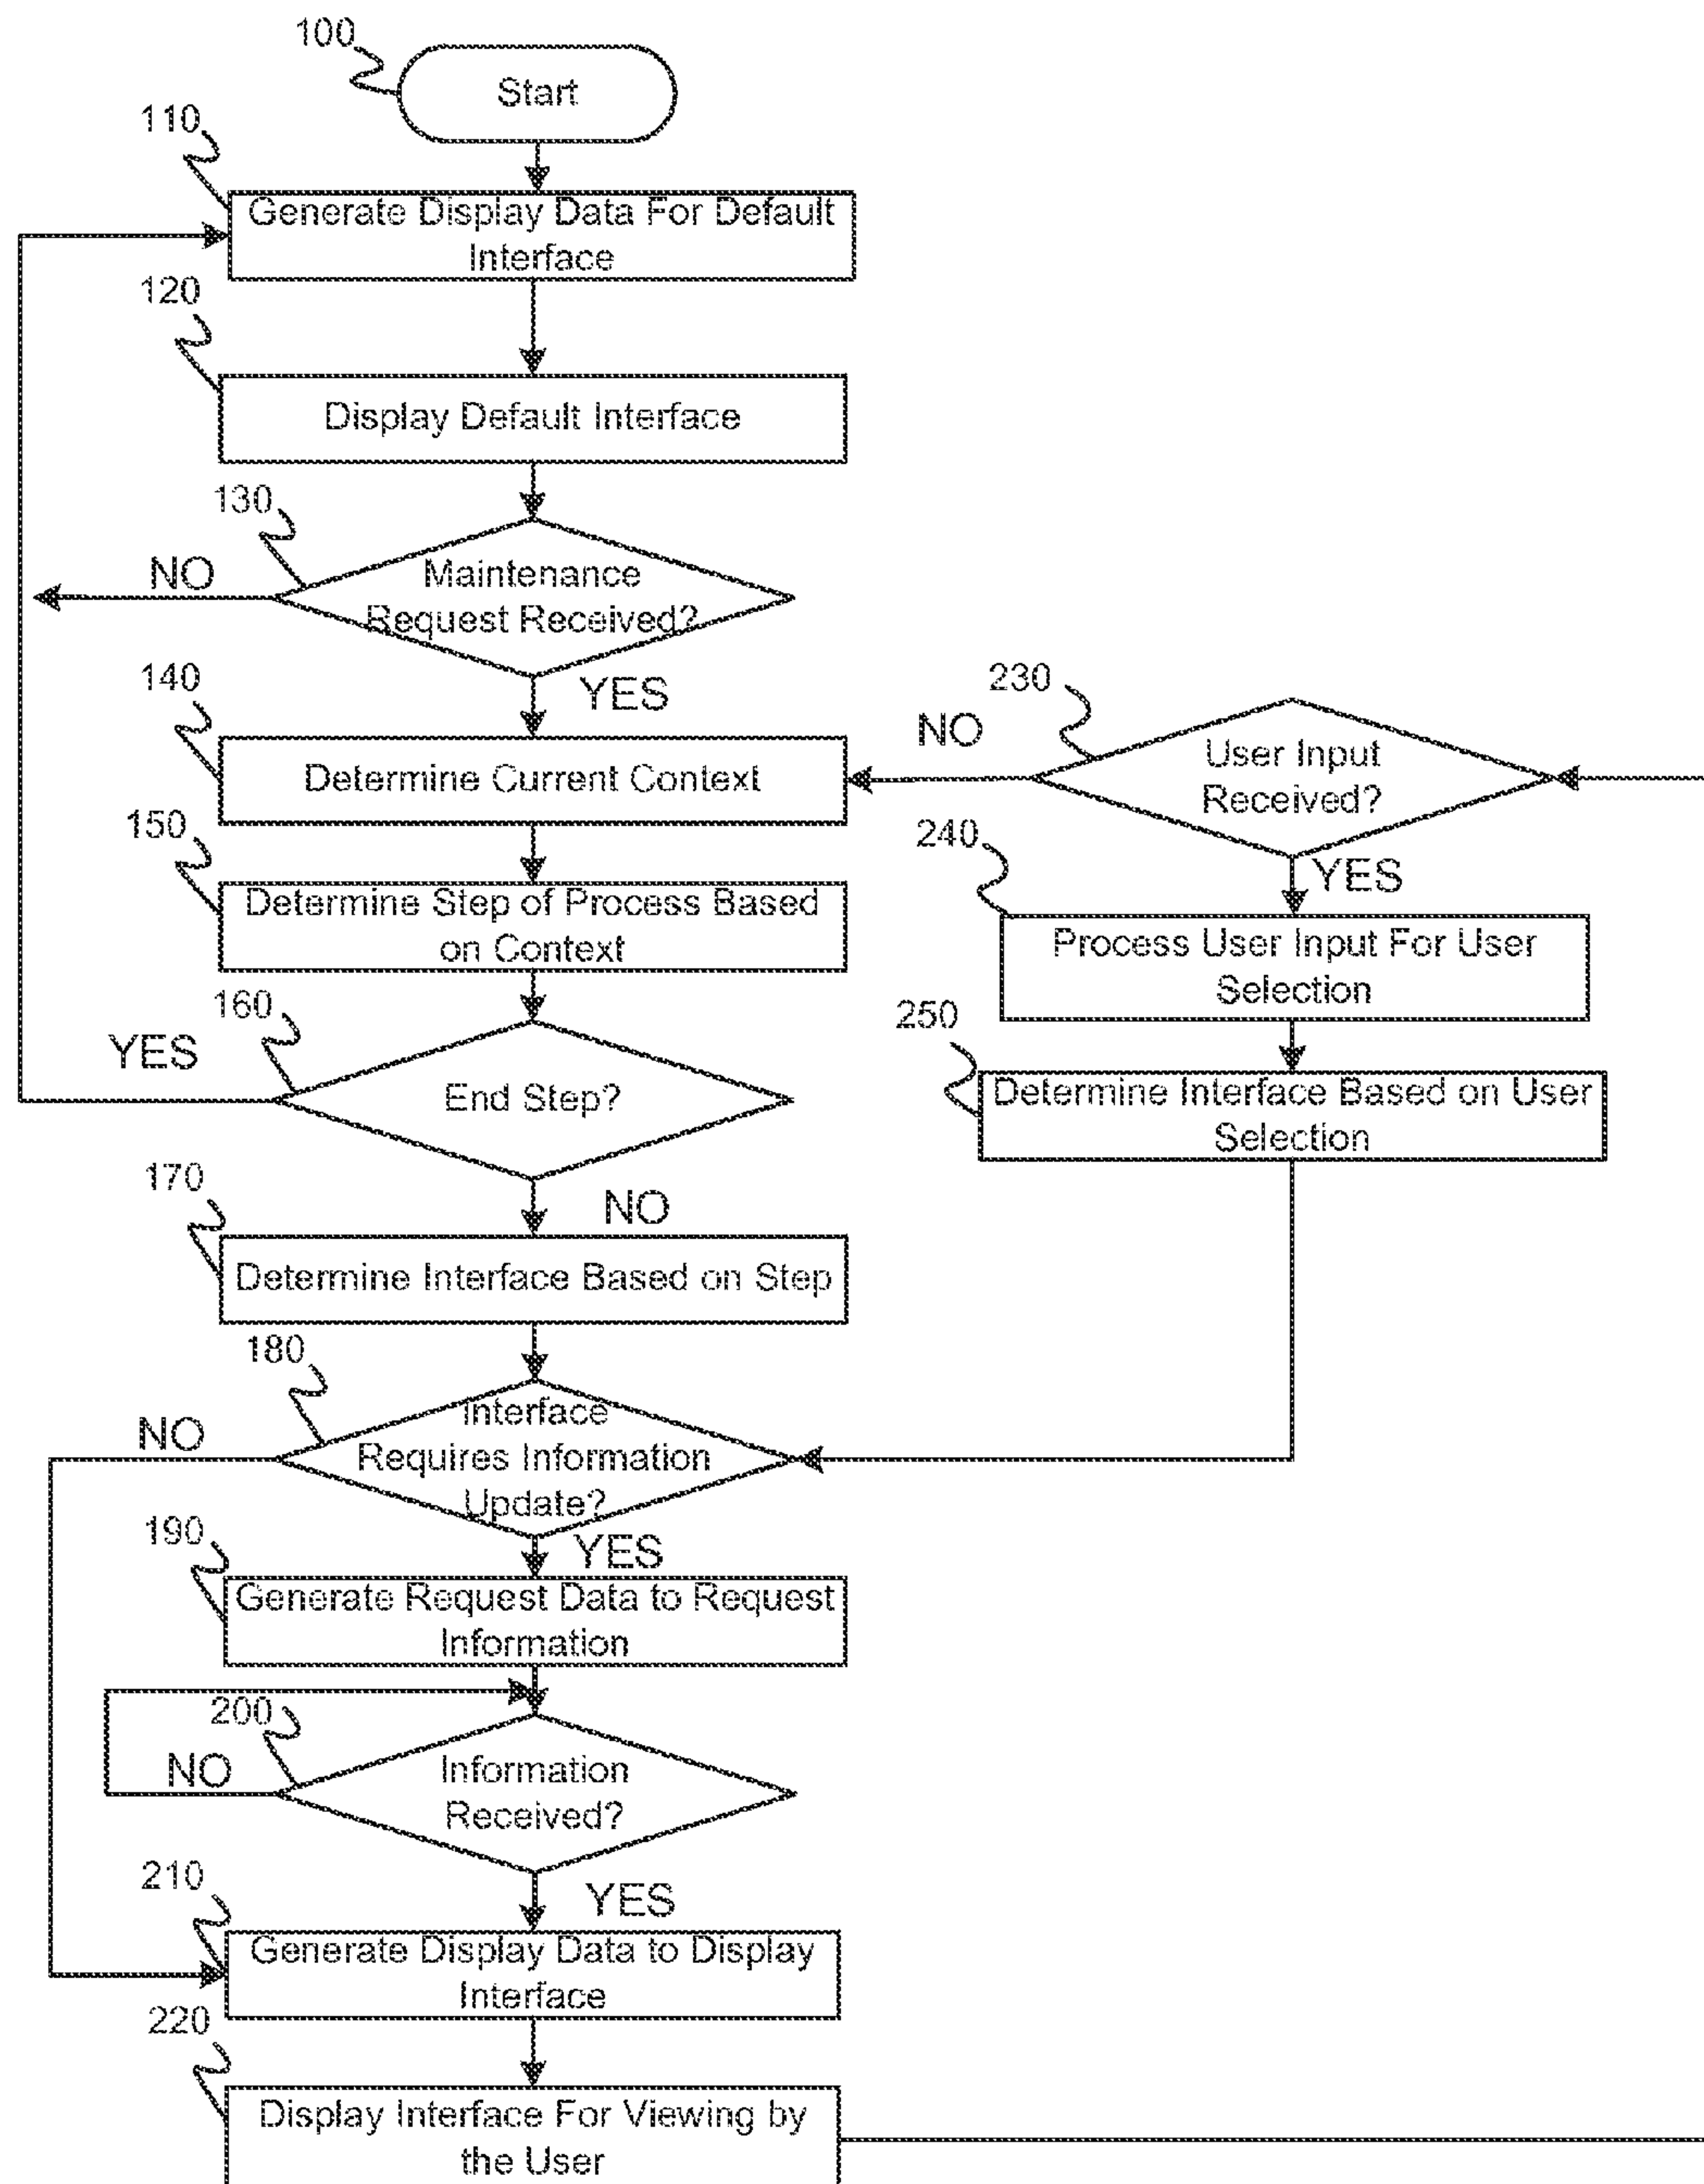 100
Start
110
Generate Display Data For Default
Interface
120
Display Default Interface
130
NO
Maintenance
Request Received?
YES
140
Determine Current Context
150
Determine Step of Process Based
on Context
160
YES
End Step?
NO
170
Determine Interface Based on Step
180
NO
Interface
Requires Information
Update?
YES
190
Generate Request Data to Request
Information
200
NO
Information
Received?
YES
210
Generate Display Data to Display
Interface
220
Display Interface For Viewing by
the User
230
NO
User Input
Received?
YES
240
Process User Input For User
Selection
250
Determine Interface Based on User
Selection